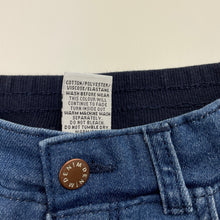 COTTON/POLYESTER/
VISCOSE/ELASTANE
WASH BEFORE WEAR
THIS COLOUR WILL
CONTINUE TO FADE
TURN INSIDE OUT
WARM MACHINE WASH
SEPARATELY
DO NOT BLEACH
DO NOT TUMBLE DRY
DENIM DENIM